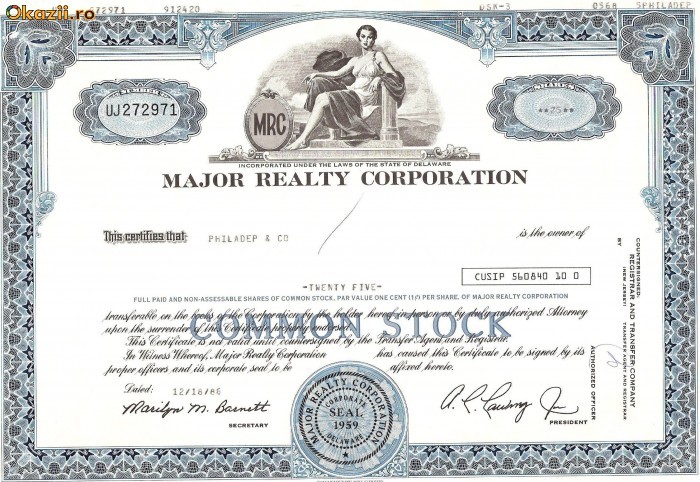 Okazii.ro
272971 912420 DSK-3 0568 5PHILADEP
NUMBER
UJ272971
SHARES
**25**
MRC
INCORPORATED UNDER THE LAWS OF THE STATE OF DELAWARE
MAJOR REALTY CORPORATION
This certifies that PHILADEP & CO is the owner of
CUSIP 560840 10 0
-TWENTY FIVE-
FULL PAID AND NON-ASSESSABLE SHARES OF COMMON STOCK, PAR VALUE ONE CENT (1¢) PER SHARE, OF MAJOR REALTY CORPORATION
COMMON STOCK
transferable on the books of the Corporation by the holder hereof in person or by duly authorized Attorney
upon the surrender of this Certificate properly endorsed.
This Certificate is not valid until countersigned by the Transfer Agent and Registrar.
In Witness Whereof, Major Realty Corporation has caused this Certificate to be signed by its
proper officers and its corporate seal to be affixed hereto.
Dated: 12/18/86
Marilyn M. Barnett
SECRETARY
PRESIDENT
MAJOR REALTY CORPORATION
CORPORATE
SEAL
1959
DELAWARE
COUNTERSIGNED:
REGISTRAR AND TRANSFER COMPANY
(NEW JERSEY)
TRANSFER AGENT AND REGISTRAR
BY
AUTHORIZED OFFICER